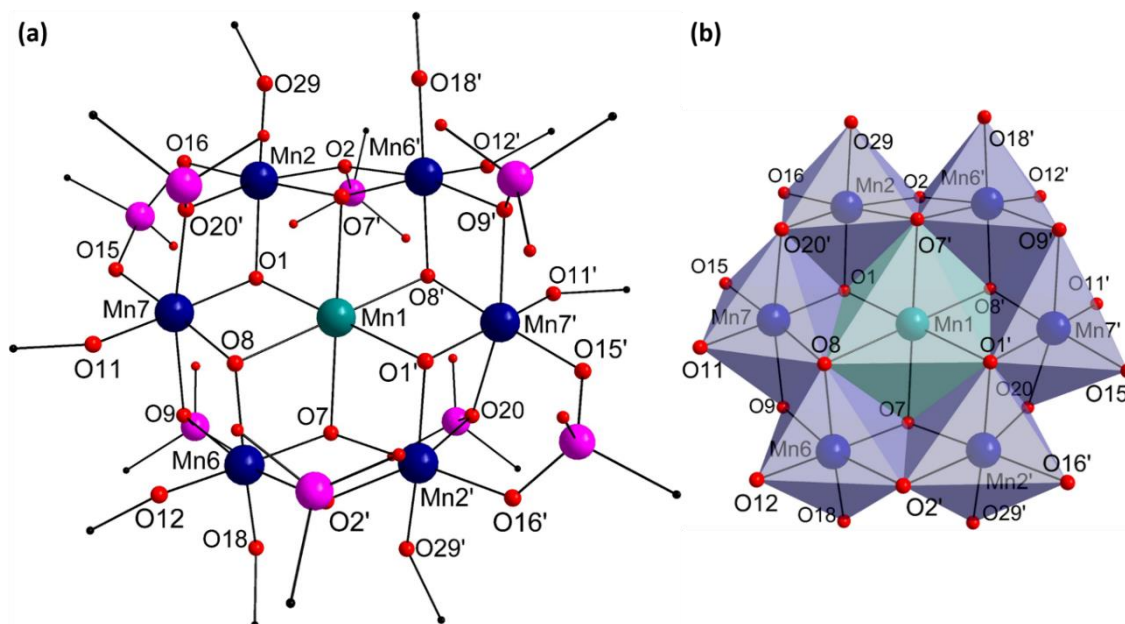 (a)
O29
O18'
O16
Mn2
O2
Mn6'
O12'
O20'
O7'
O9'
O15
O1
O8'
O11'
Mn7
Mn1
Mn7'
O11
O8
O1'
O15'
O9
O7
O20
Mn6
Mn2'
O12
O2'
O16'
O18
O29'
(b)
O29
O18'
O16
Mn2
O2
Mn6'
O12'
O20'
O7'
O9'
O15
O1
O8'
O11'
Mn7
Mn1
Mn7'
O11
O8
O1'
O15
O9
O7
O20
Mn6
Mn2'
O12
O2'
O16'
O18
O29'